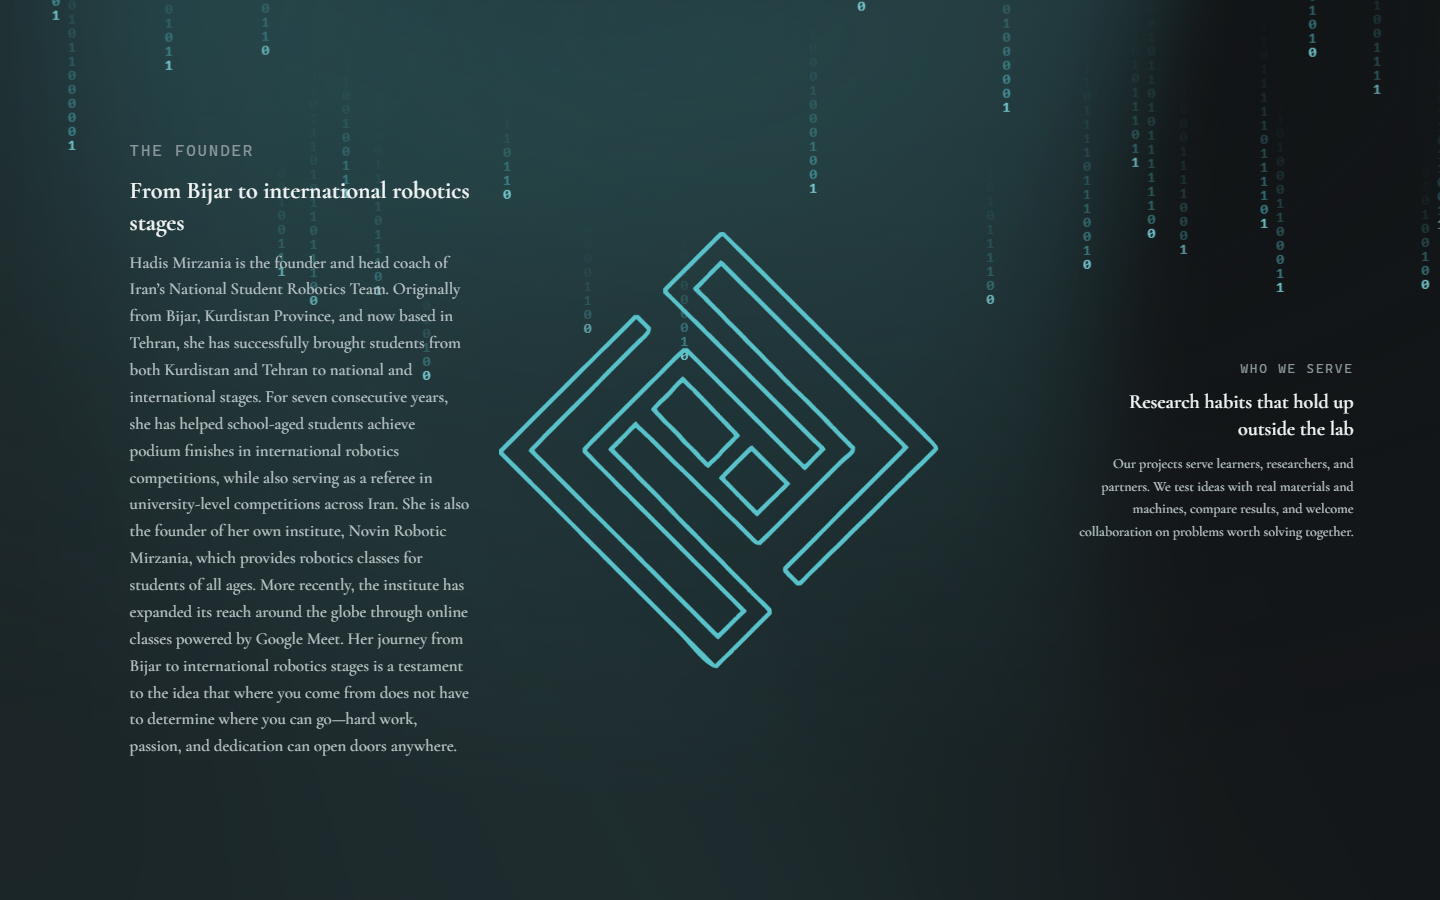 THE FOUNDER
From Bijar to international robotics
stages
Hadis Mirzania is the founder and head coach of
Iran’s National Student Robotics Team. Originally
from Bijar, Kurdistan Province, and now based in
Tehran, she has successfully brought students from
both Kurdistan and Tehran to national and
international stages. For seven consecutive years,
she has helped school-aged students achieve
podium finishes in international robotics
competitions, while also serving as a referee in
university-level competitions across Iran. She is also
the founder of her own institute, Novin Robotic
Mirzania, which provides robotics classes for
students of all ages. More recently, the institute has
expanded its reach around the globe through online
classes powered by Google Meet. Her journey from
Bijar to international robotics stages is a testament
to the idea that where you come from does not have
to determine where you can go—hard work,
passion, and dedication can open doors anywhere.
WHO WE SERVE
Research habits that hold up
outside the lab
Our projects serve learners, researchers, and
partners. We test ideas with real materials and
machines, compare results, and welcome
collaboration on problems worth solving together.